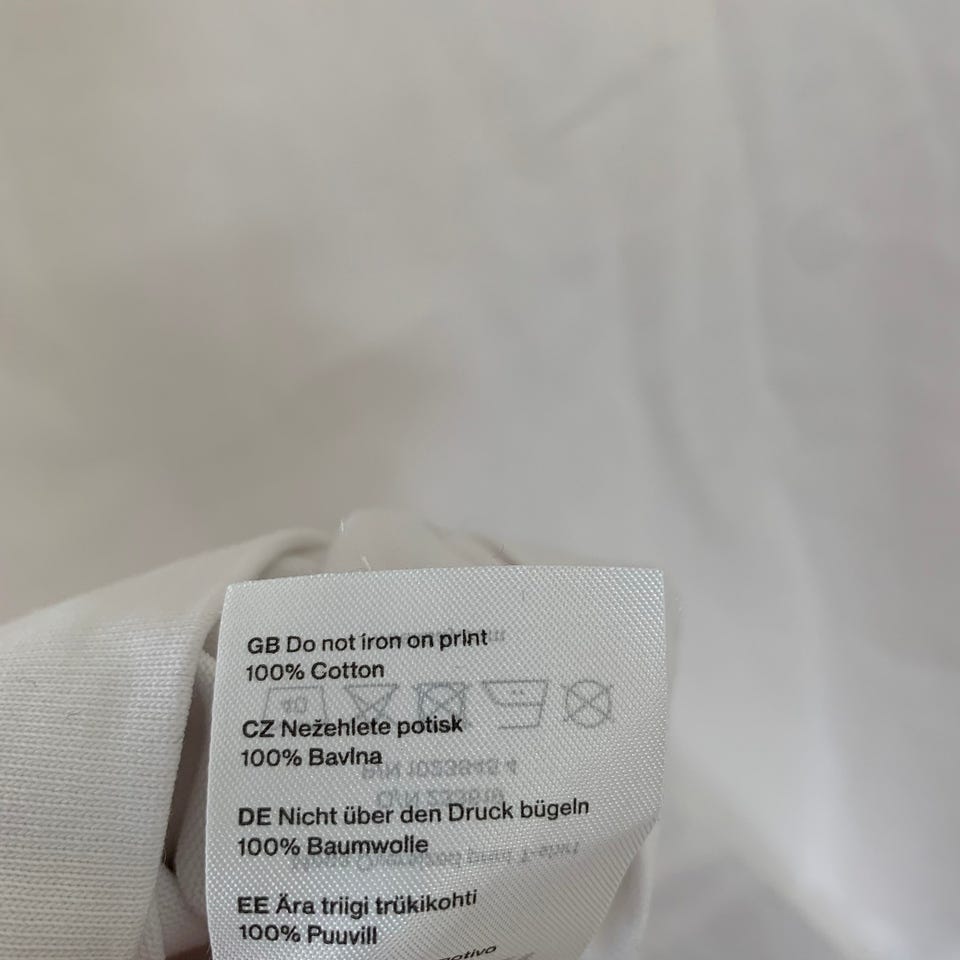 GB Do not iron on print
100% Cotton
CZ Nežehlete potisk
100% Bavlna
DE Nicht über den Druck bügeln
100% Baumwolle
EE Ära triigi trükikohti
100% Puuvill